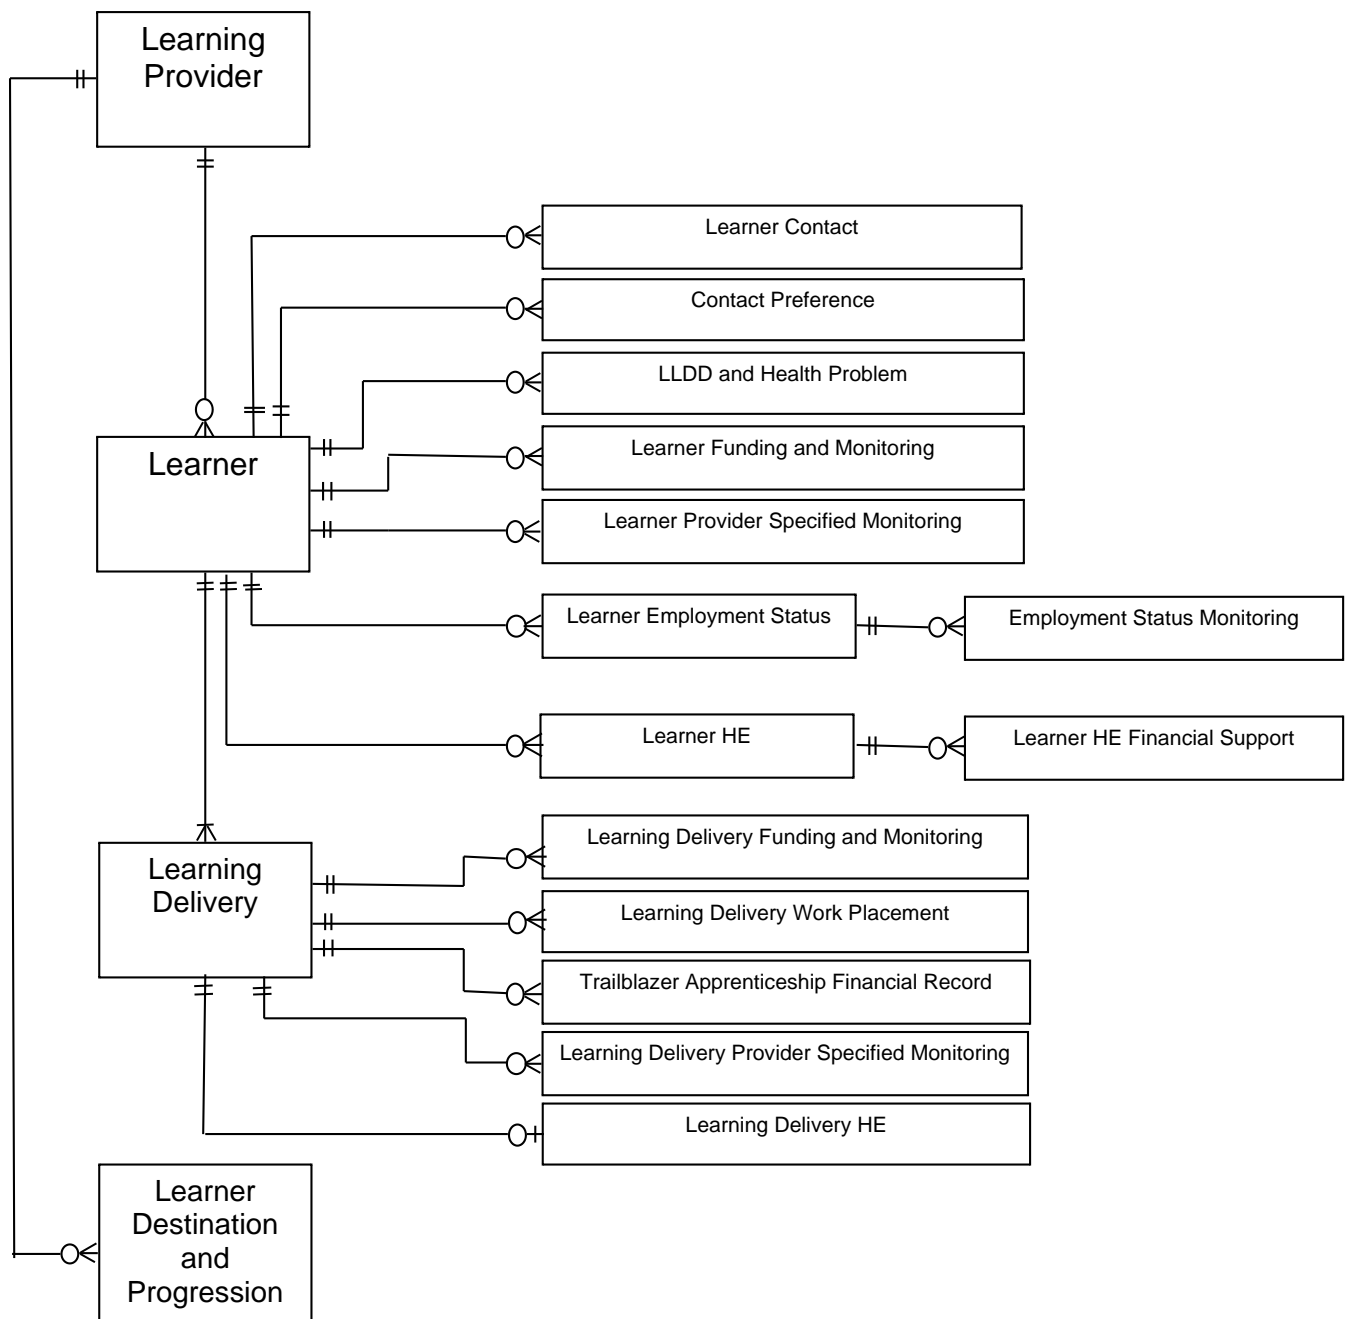 Learning
Provider
Learner Contact
Contact Preference
LLDD and Health Problem
Learner
Learner Funding and Monitoring
Learner Provider Specified Monitoring
Learner Employment Status
Employment Status Monitoring
Learner HE
Learner HE Financial Support
Learning
Delivery
Learning Delivery Funding and Monitoring
Learning Delivery Work Placement
Trailblazer Apprenticeship Financial Record
Learning Delivery Provider Specified Monitoring
Learning Delivery HE
Learner
Destination
and
Progression